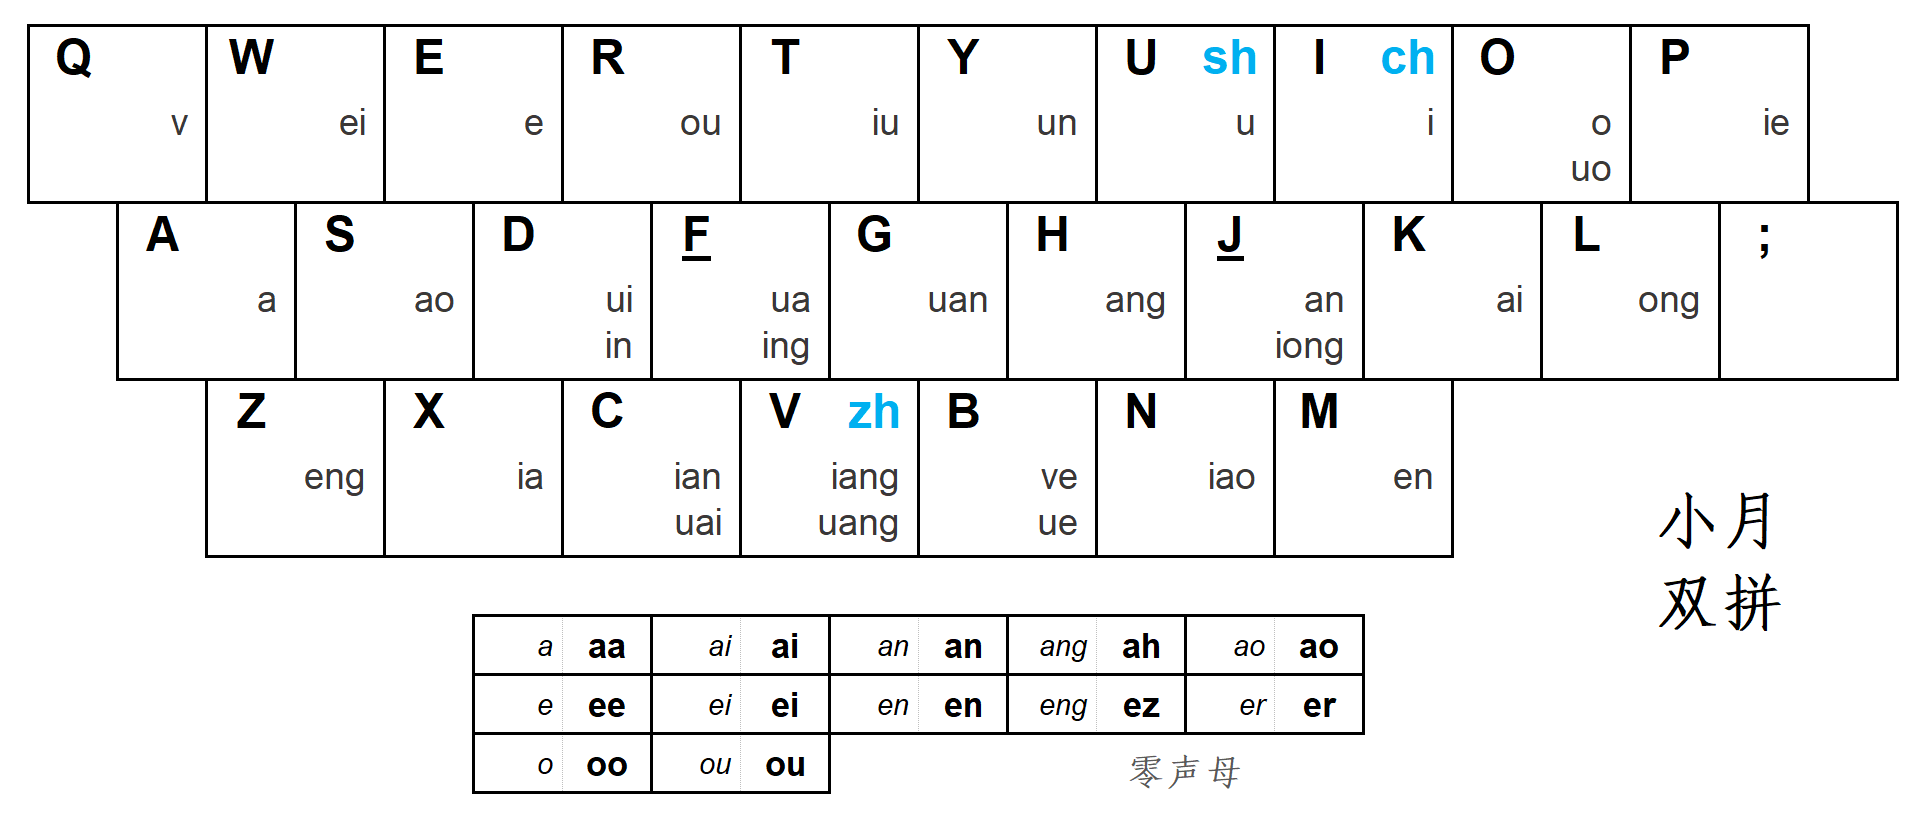 Q W E R T Y U sh I ch O P
v ei e ou iu un u i o ie
uo
A S D F G H J K L ;
a ao ui ua uan ang an ai ong
in ing iong
Z X C V zh B N M
eng ia ian iang ve iao en
uai uang ue
小月
双拼
a aa ai ai an an ang ah ao ao
e ee ei ei en en eng ez er er
o oo ou ou
零声母